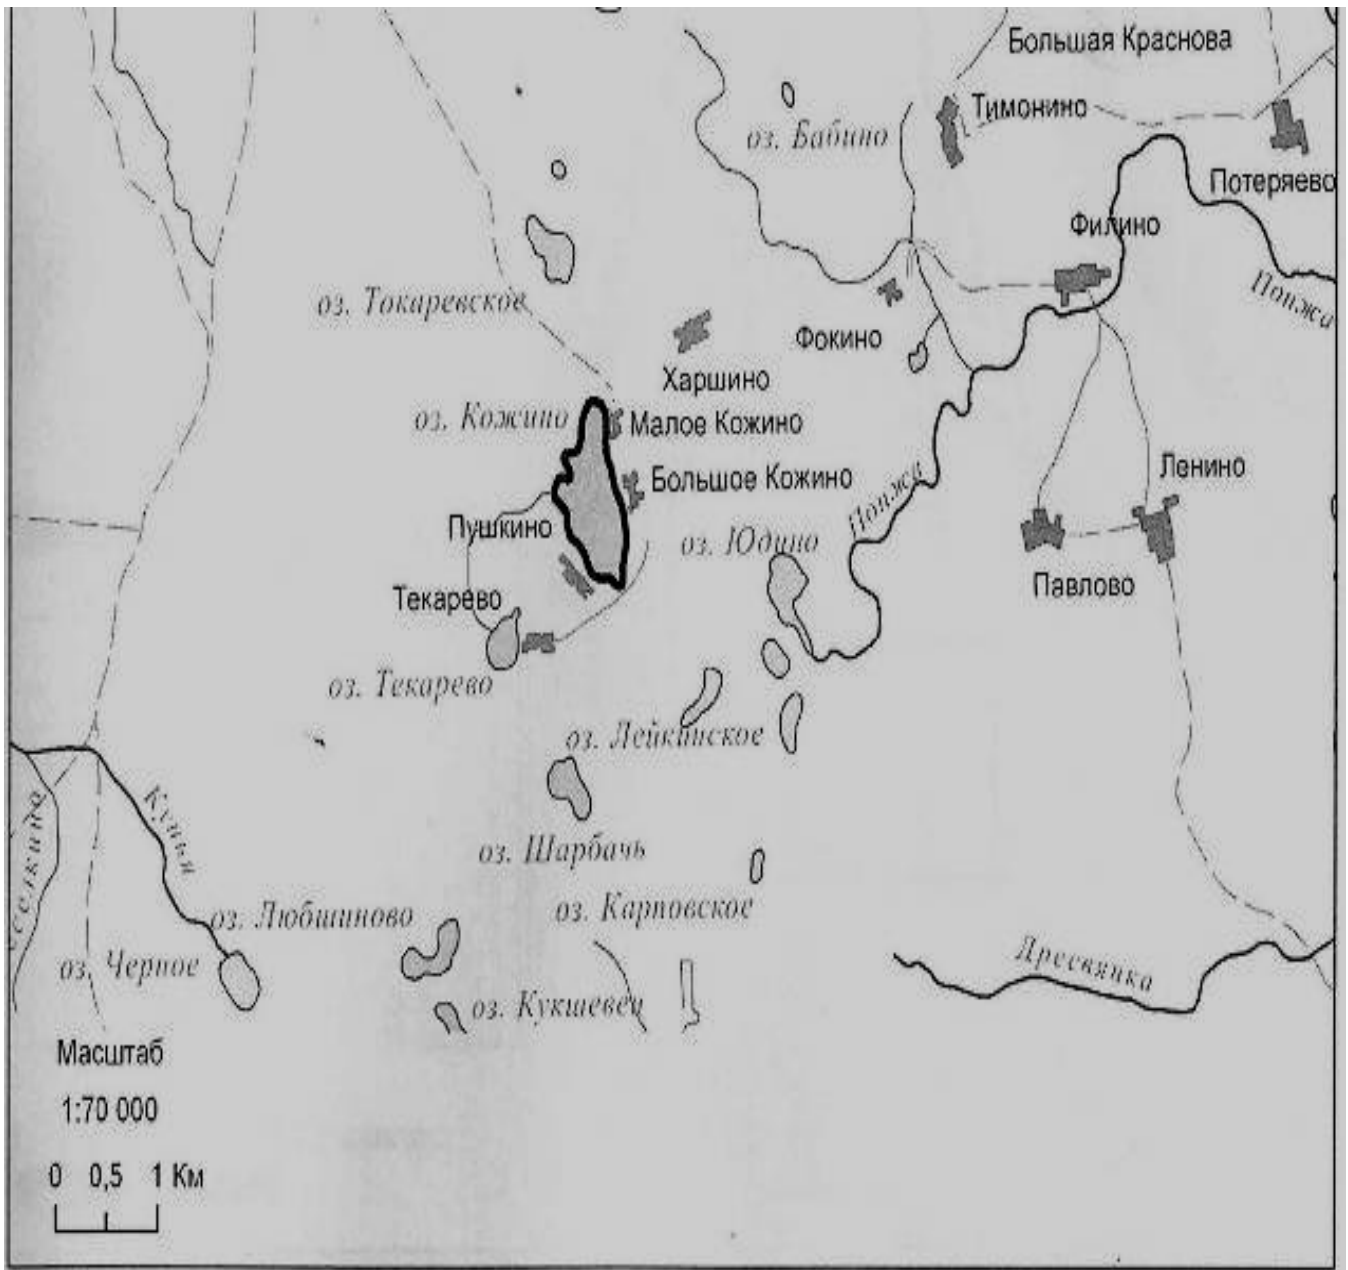 Большая Краснова
Тимонино
оз. Бабино
Потеряево
Филино
Понжа
оз. Токаревское
Фокино
Харшино
оз. Кожино
Малое Кожино
Ленино
Большое Кожино
Понжа
Пушкино
оз. Юдино
Павлово
Текарево
оз. Текарево
оз. Лейкинское
Куньи
оз. Шарбачь
оз. Карповское
оз. Любшиново
оз. Черное
Дресвянка
оз. Кукшевец
Масштаб
1:70 000
0 0,5 1 Км